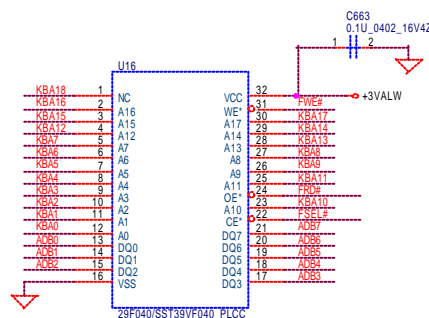 C663
0.1U_0402_16V4Z
1 2
U16
+3VALW
KBA18 1 NC VCC 32
KBA16 2 A16 WE* 31 FWE#
KBA15 3 A15 A17 30 KBA17
KBA12 4 A12 A14 29 KBA14
KBA7 5 A7 A13 28 KBA13
KBA6 6 A6 A8 27 KBA8
KBA5 7 A5 A9 26 KBA9
KBA4 8 A4 A11 25 KBA11
KBA3 9 A3 OE* 24 FRD#
KBA2 10 A2 A10 23 KBA10
KBA1 11 A1 CE* 22 FSEL#
KBA0 12 A0 DQ7 21 ADB7
ADB0 13 DQ0 DQ6 20 ADB6
ADB1 14 DQ1 DQ5 19 ADB5
ADB2 15 DQ2 DQ4 18 ADB4
16 VSS DQ3 17 ADB3
29F040/SST39VF040_PLCC